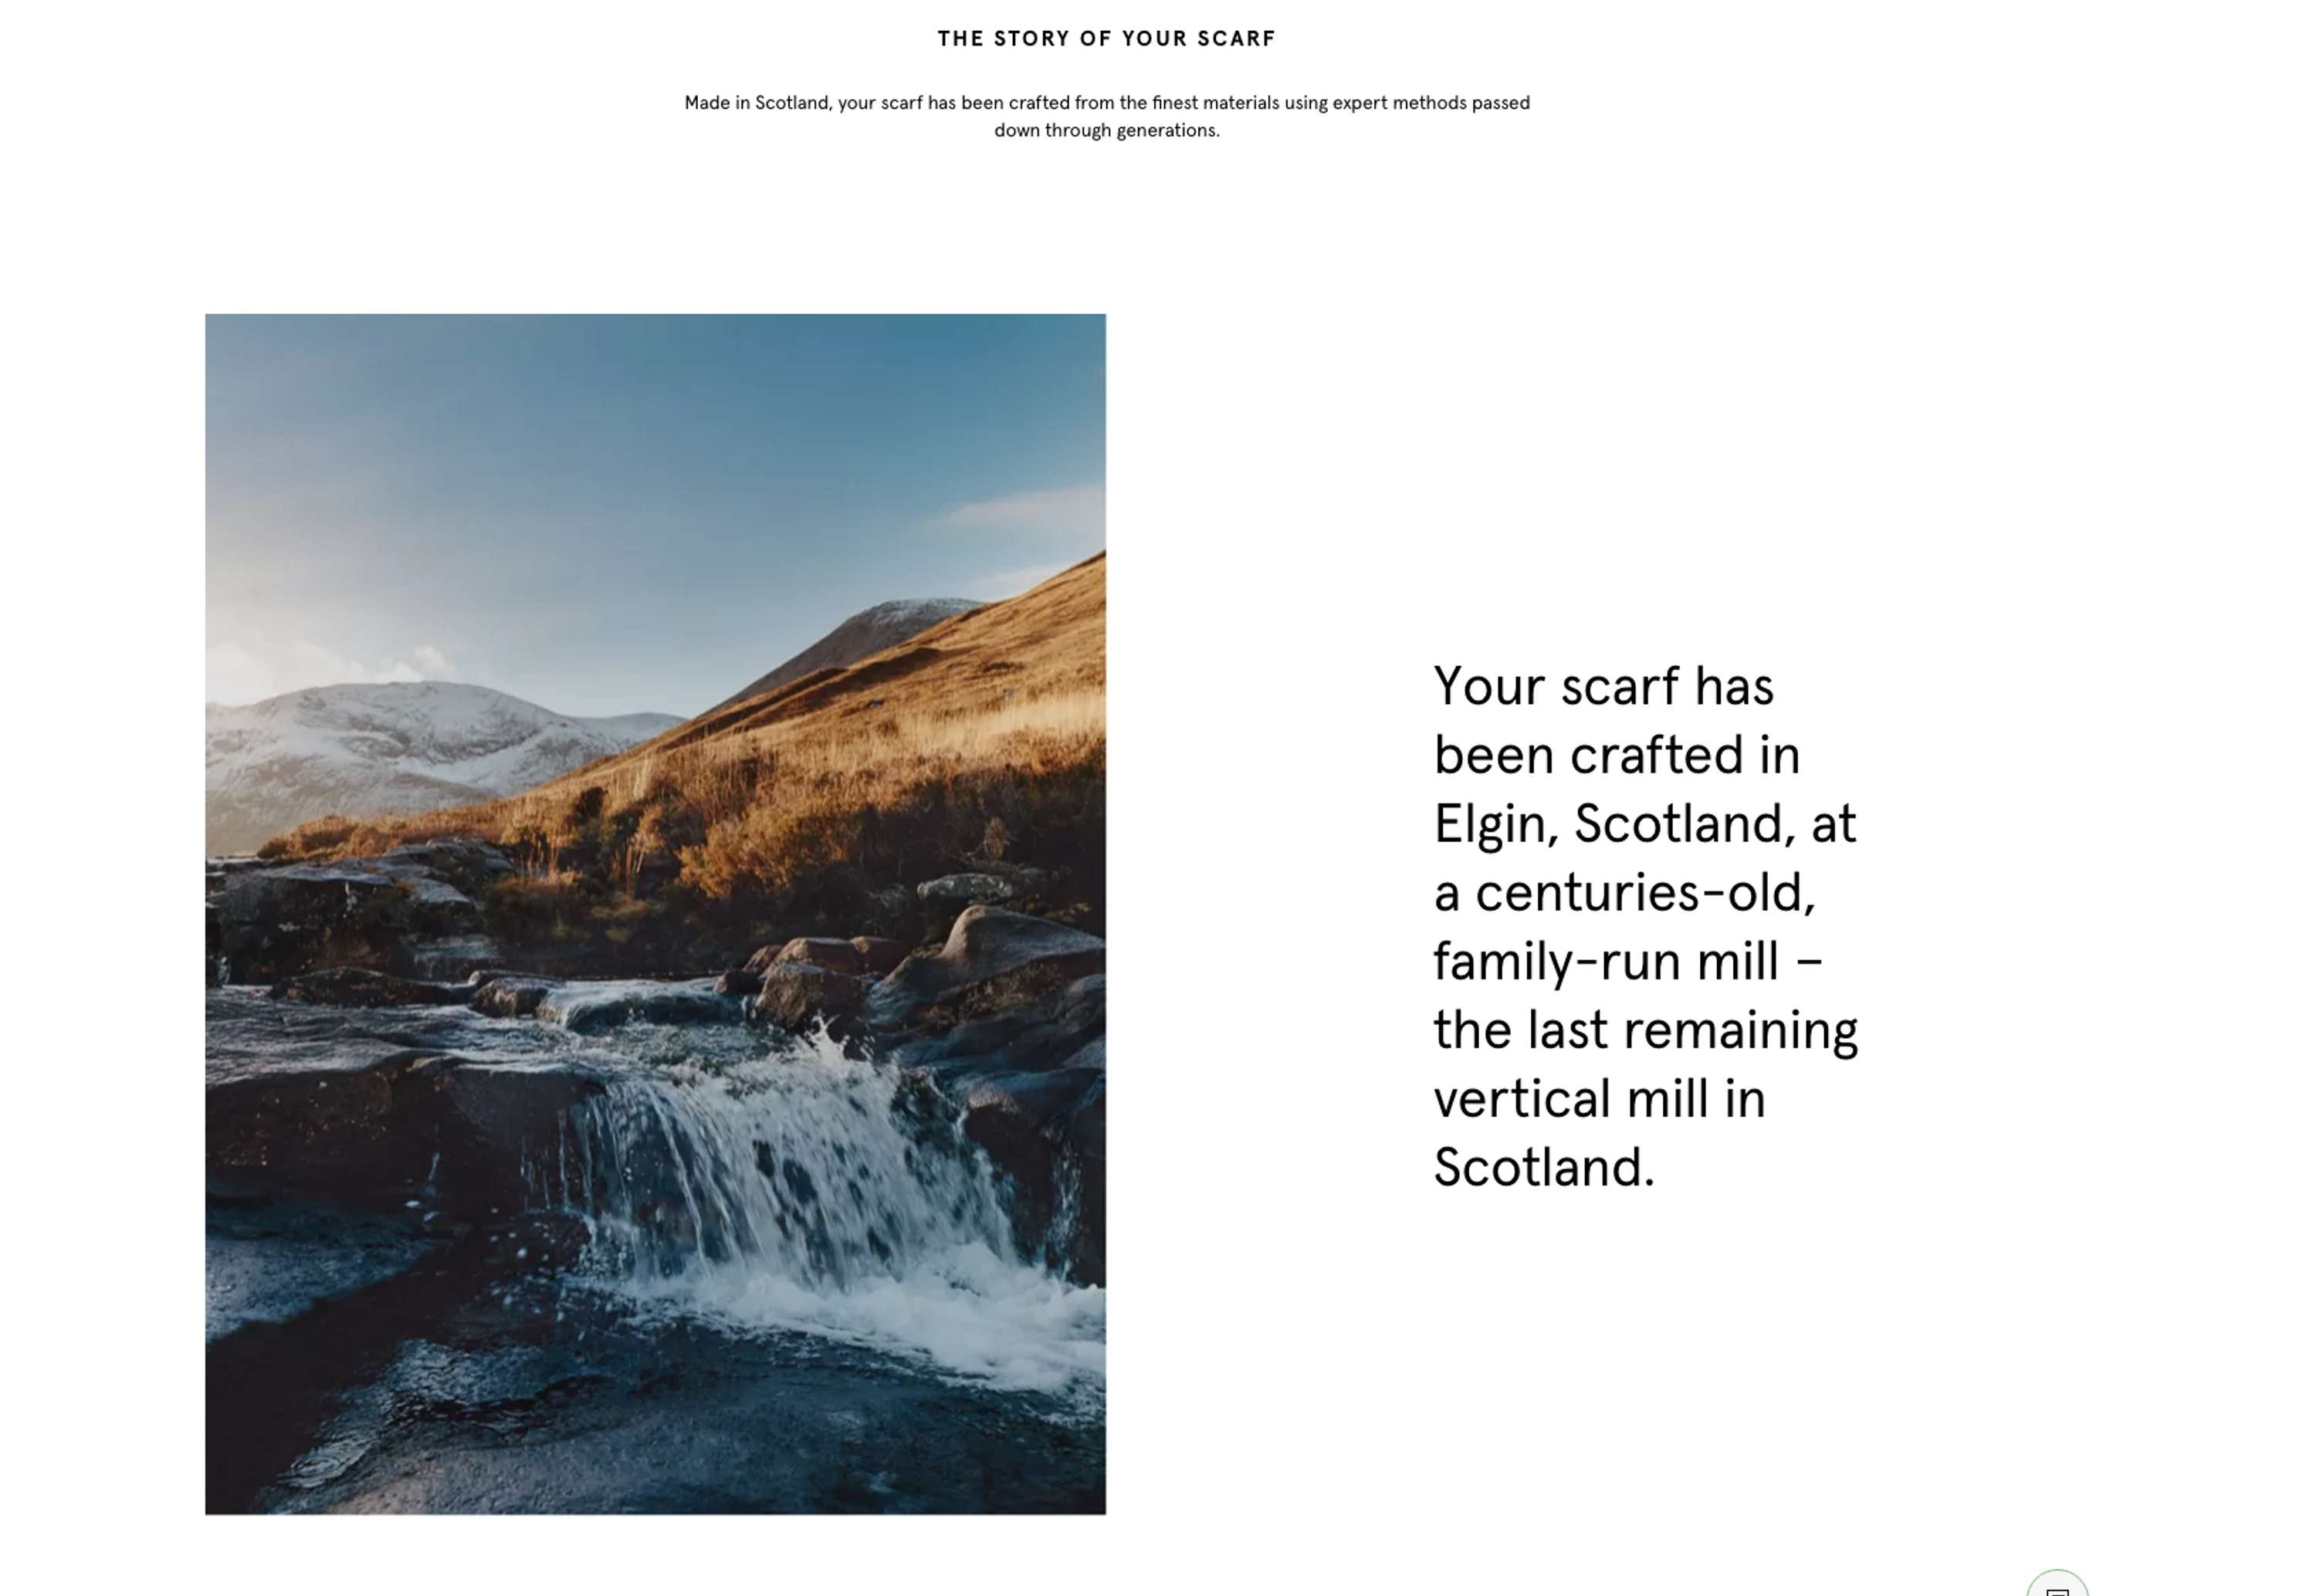 THE STORY OF YOUR SCARF
Made in Scotland, your scarf has been crafted from the finest materials using expert methods passed
down through generations.
Your scarf has
been crafted in
Elgin, Scotland, at
a centuries-old,
family-run mill –
the last remaining
vertical mill in
Scotland.